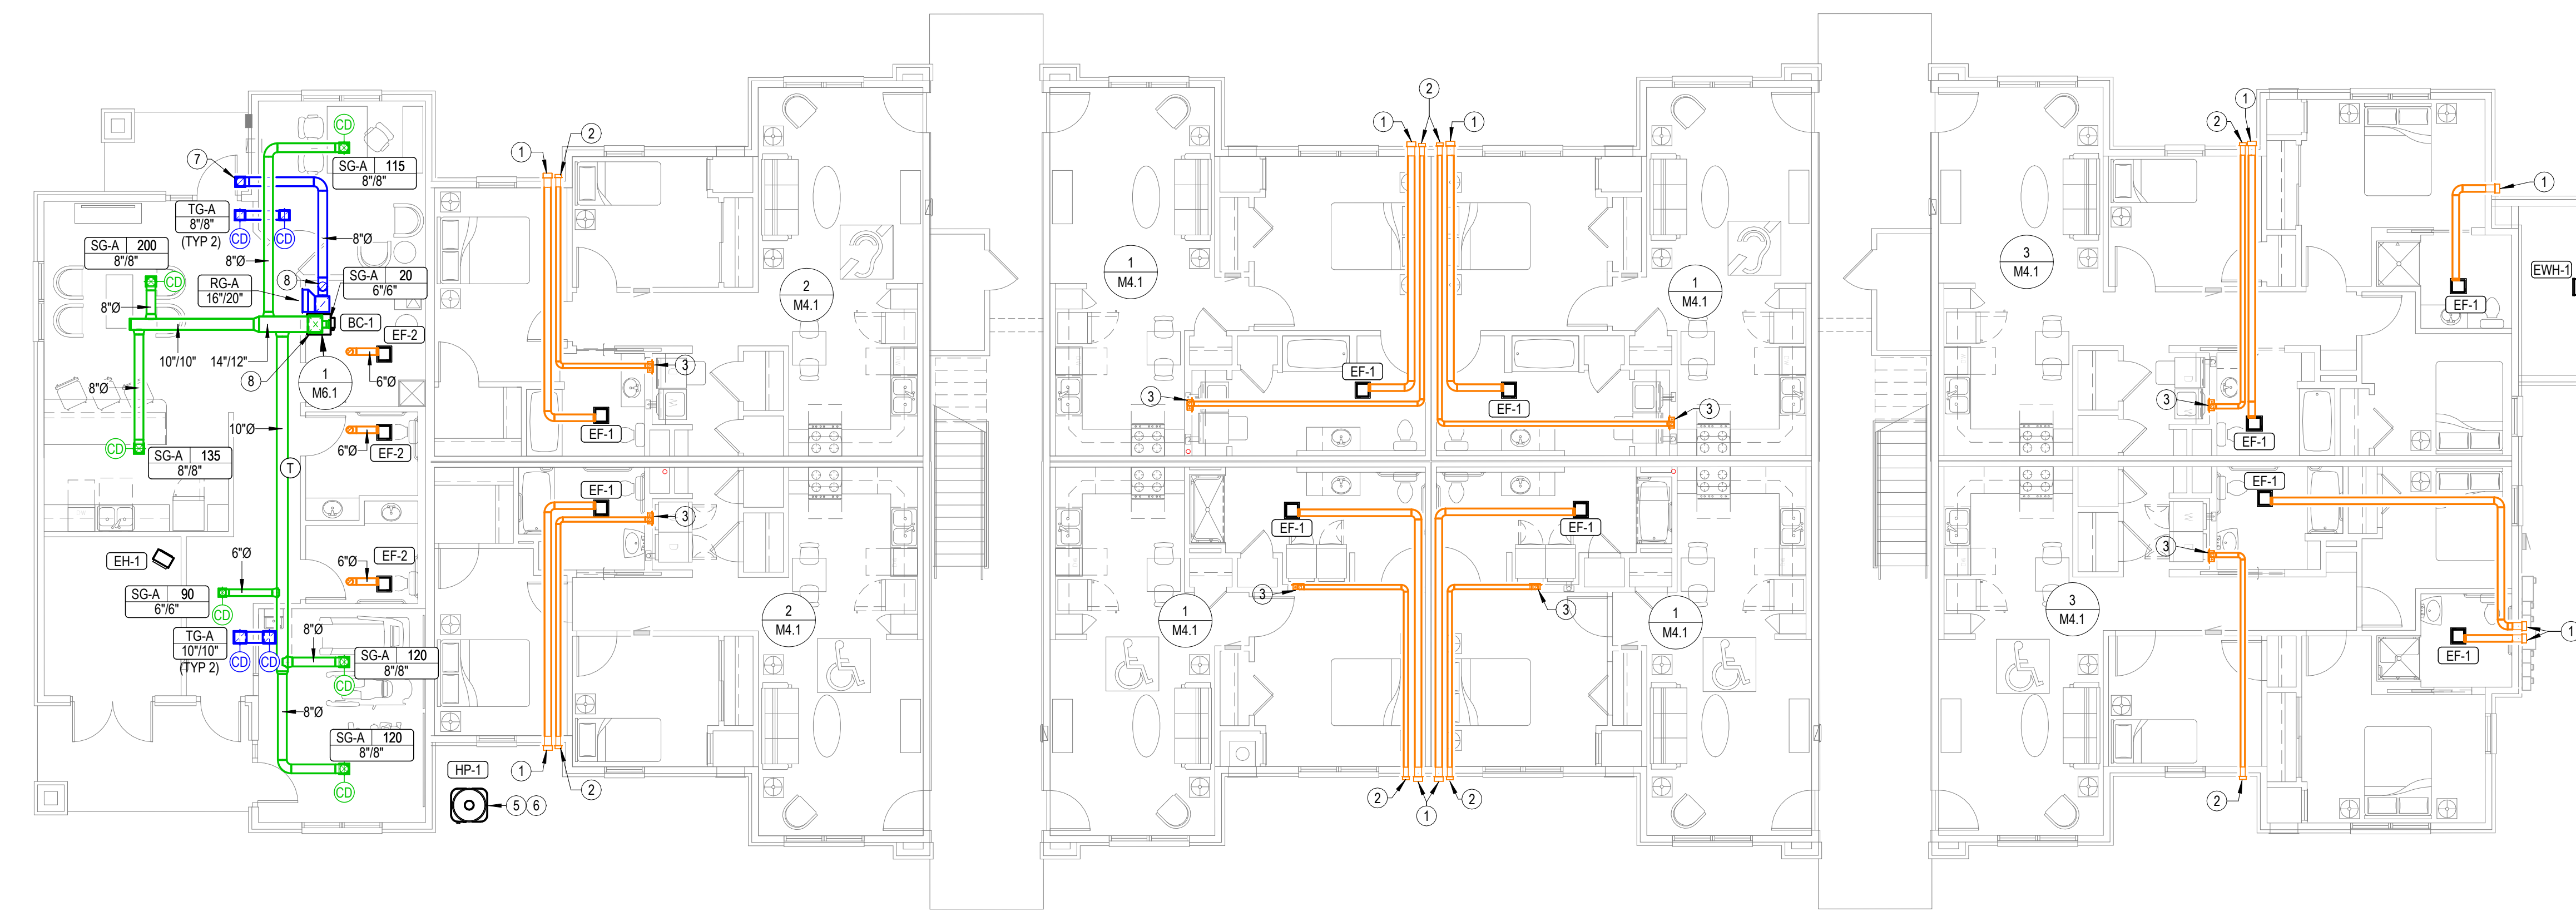 CD
SG-A 115
8"/8"
7
TG-A
8"/8"
(TYP 2)
CD
CD
8"Ø
SG-A 200
8"/8"
8"Ø
CD
8
SG-A 20
6"/6"
RG-A
16"/20"
8"Ø
BC-1
EF-2
10"/10"
14"/12"
6"Ø
8
1
M6.1
8"Ø
10"Ø
6"Ø
EF-2
CD
SG-A 135
8"/8"
T
EH-1
6"Ø
6"Ø
EF-2
SG-A 90
6"/6"
CD
TG-A
10"/10"
(TYP 2)
CD
CD
8"Ø
SG-A 120
8"/8"
CD
8"Ø
SG-A 120
8"/8"
CD
HP-1
5
6
1
2
2
M4.1
3
W
EF-1
EF-1
3
D
2
M4.1
1
2
2
1
1
1
M4.1
1
M4.1
EF-1
3
EF-1
3
EF-1
EF-1
3
3
1
M4.1
1
M4.1
2
1
2
3
M4.1
2
1
1
EWH-1
EF-1
3
EF-1
EF-1
W
3
3
M4.1
1
EF-1
2